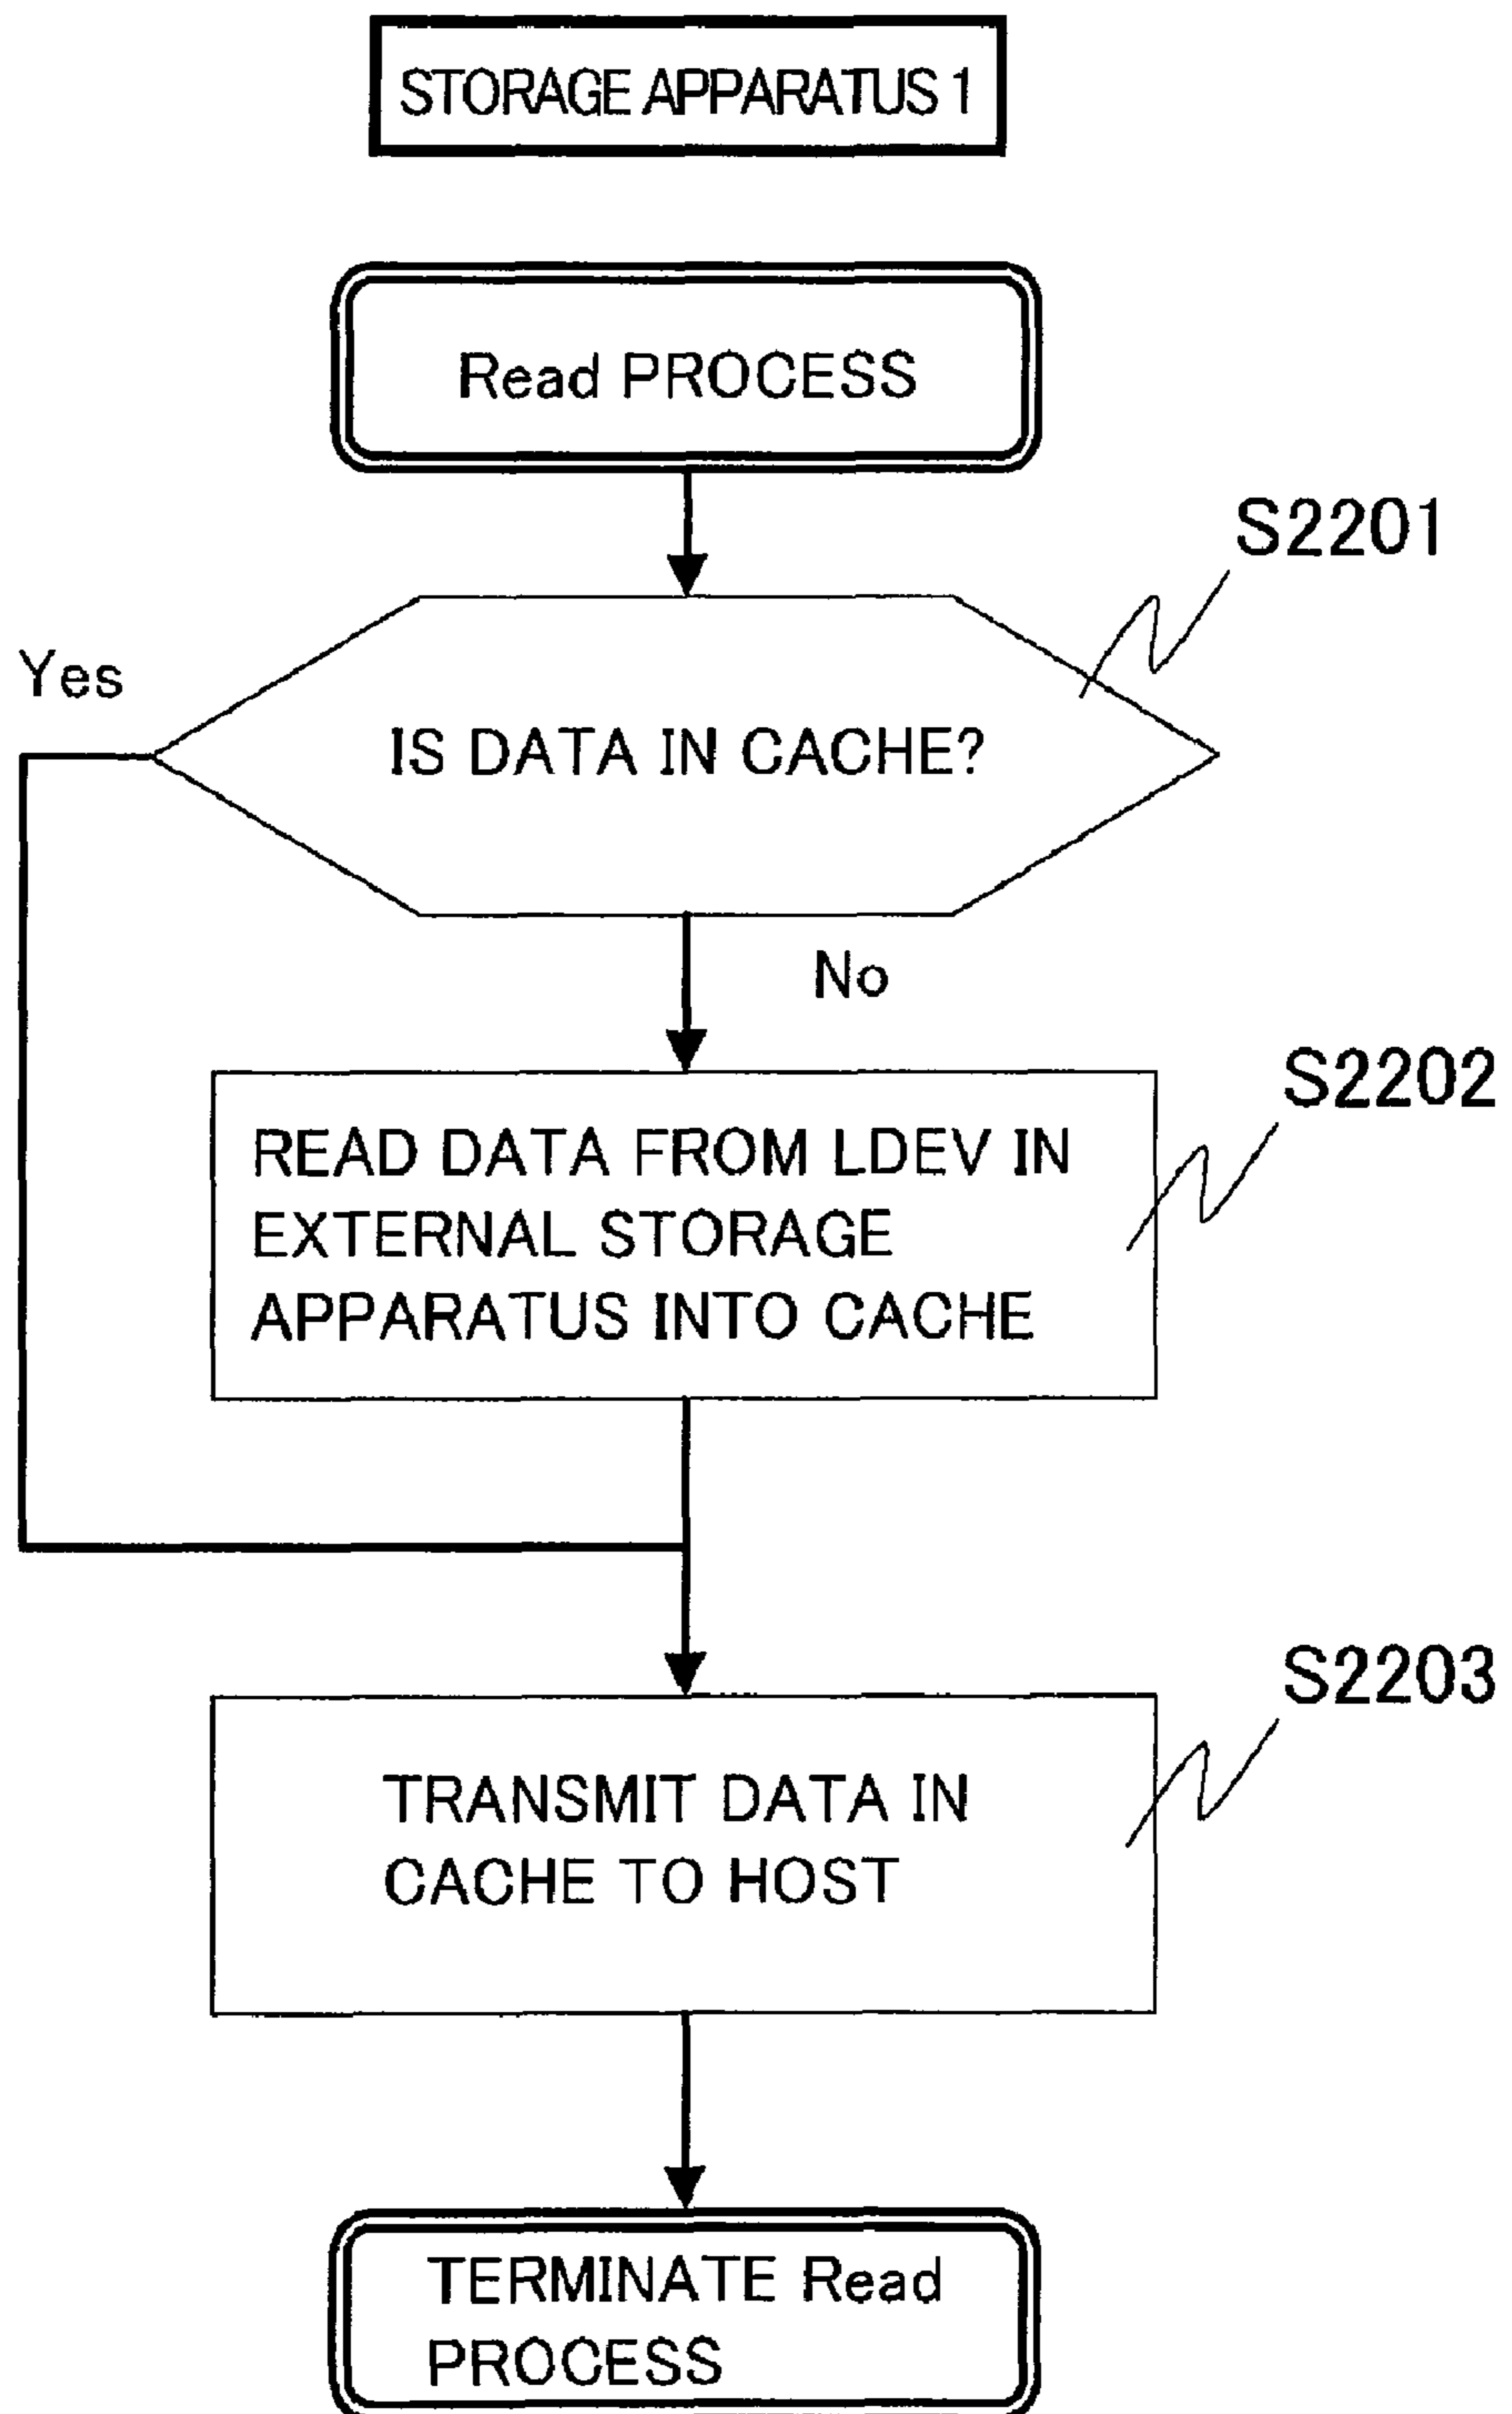 STORAGE APPARATUS 1
Read PROCESS
S2201
Yes
IS DATA IN CACHE?
No
S2202
READ DATA FROM LDEV IN
EXTERNAL STORAGE
APPARATUS INTO CACHE
S2203
TRANSMIT DATA IN
CACHE TO HOST
TERMINATE Read
PROCESS